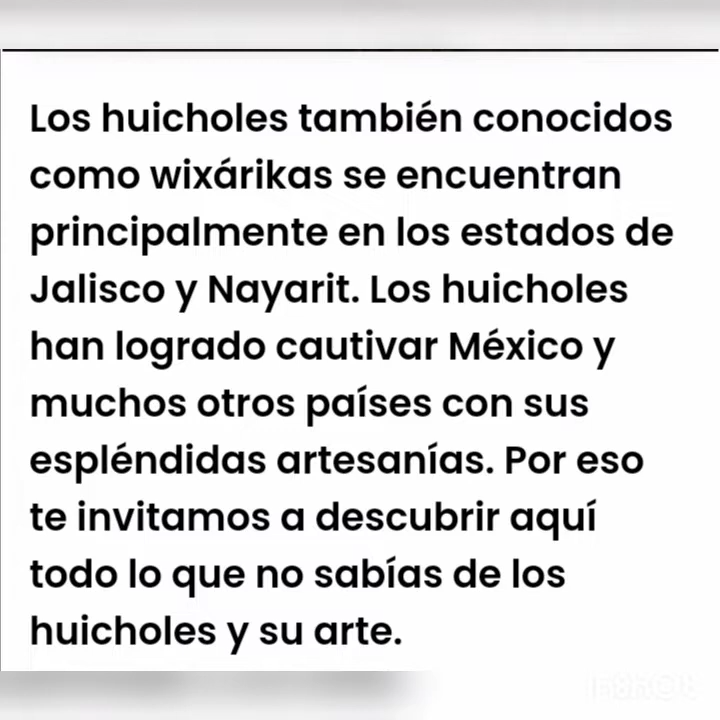 Los huicholes también conocidos
como wixárikas se encuentran
principalmente en los estados de
Jalisco y Nayarit. Los huicholes
han logrado cautivar México y
muchos otros países con sus
espléndidas artesanías. Por eso
te invitamos a descubrir aquí
todo lo que no sabías de los
huicholes y su arte.